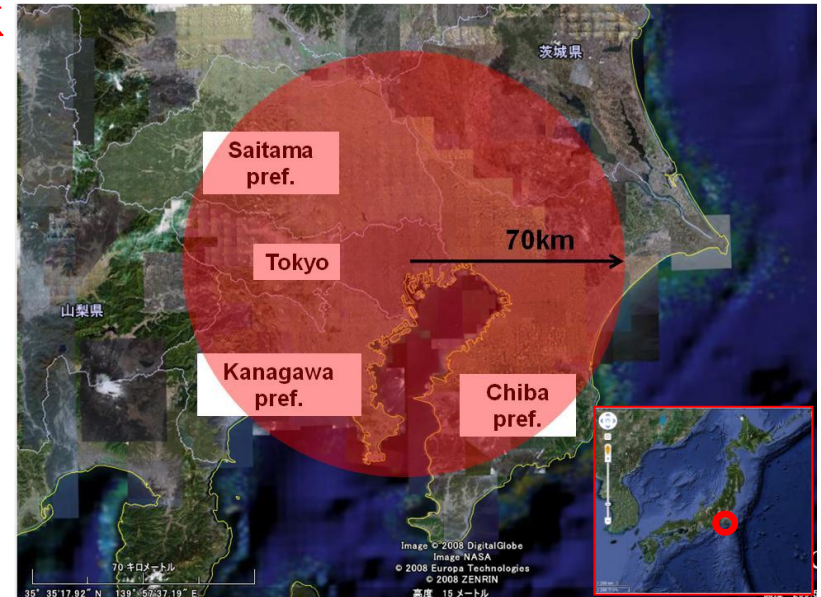 茨城県
Saitama
pref.
70km
Tokyo
山梨県
Kanagawa
pref.
Chiba
pref.
Image © 2008 DigitalGlobe
Image NASA
© 2008 Europa Technologies
© 2008 ZENRIN
70 キロメートル
35° 35'17.92" N 139° 57'37.19" E
高度 15 メートル